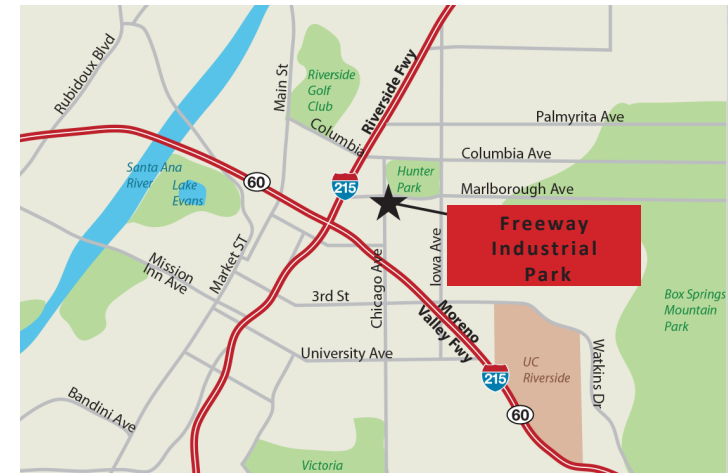 Rubidoux Blvd
Main St
Riverside
Golf
Club
Riverside Fwy
Palmyrita Ave
Columbia
Columbia Ave
Santa Ana
River
Lake
Evans
60
215
Hunter
Park
Marlborough Ave
Freeway
Industrial
Park
Market ST
Mission
Inn Ave
Chicago Ave
Iowa Ave
3rd St
Moreno
Valley Fwy
Box Springs
Mountain
Park
University Ave
UC
Riverside
Watkins Dr
215
60
Bandini Ave
Victoria